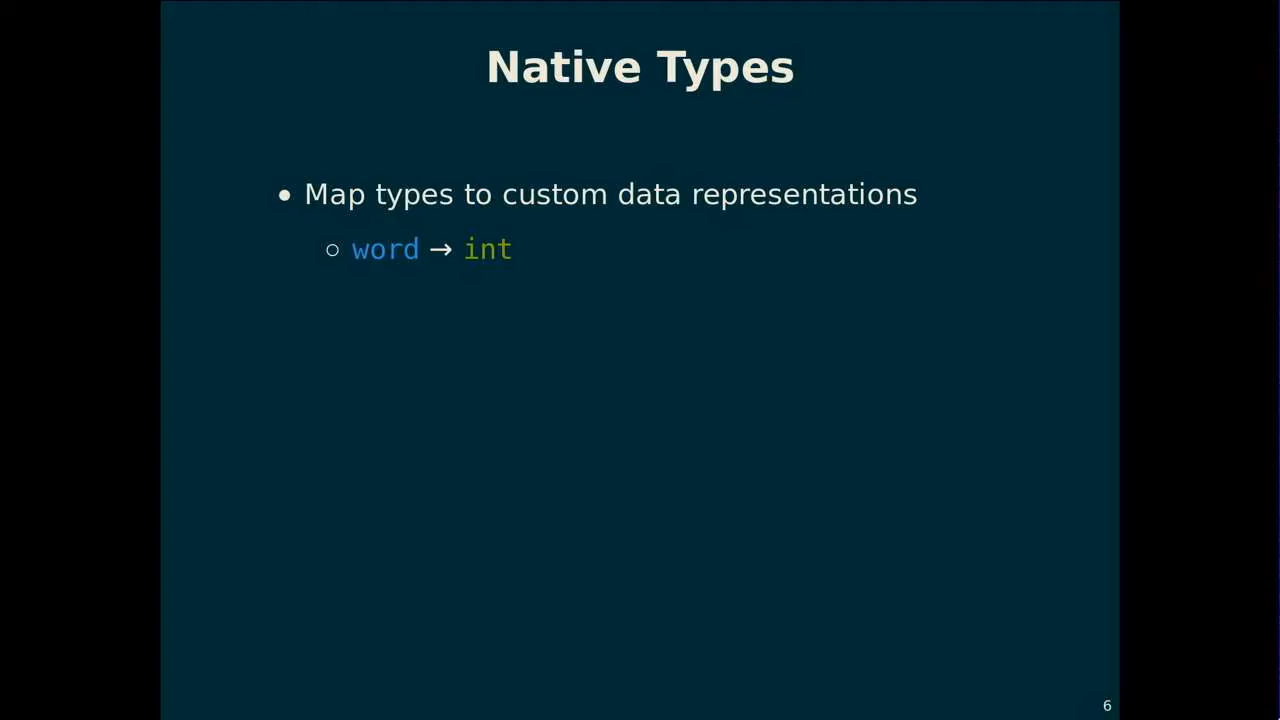 Native Types
• Map types to custom data representations
○ word → int
6